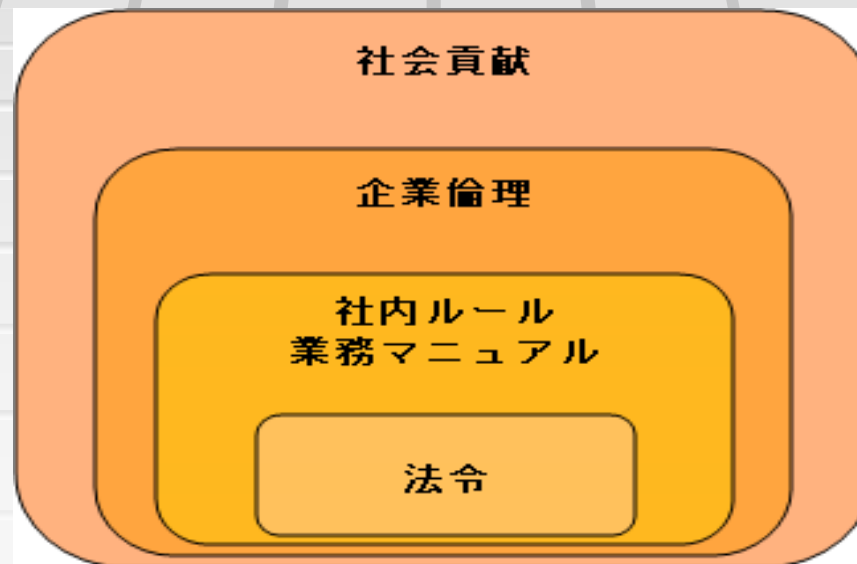 社会貢献
企業倫理
社内ルール
業務マニュアル
法令